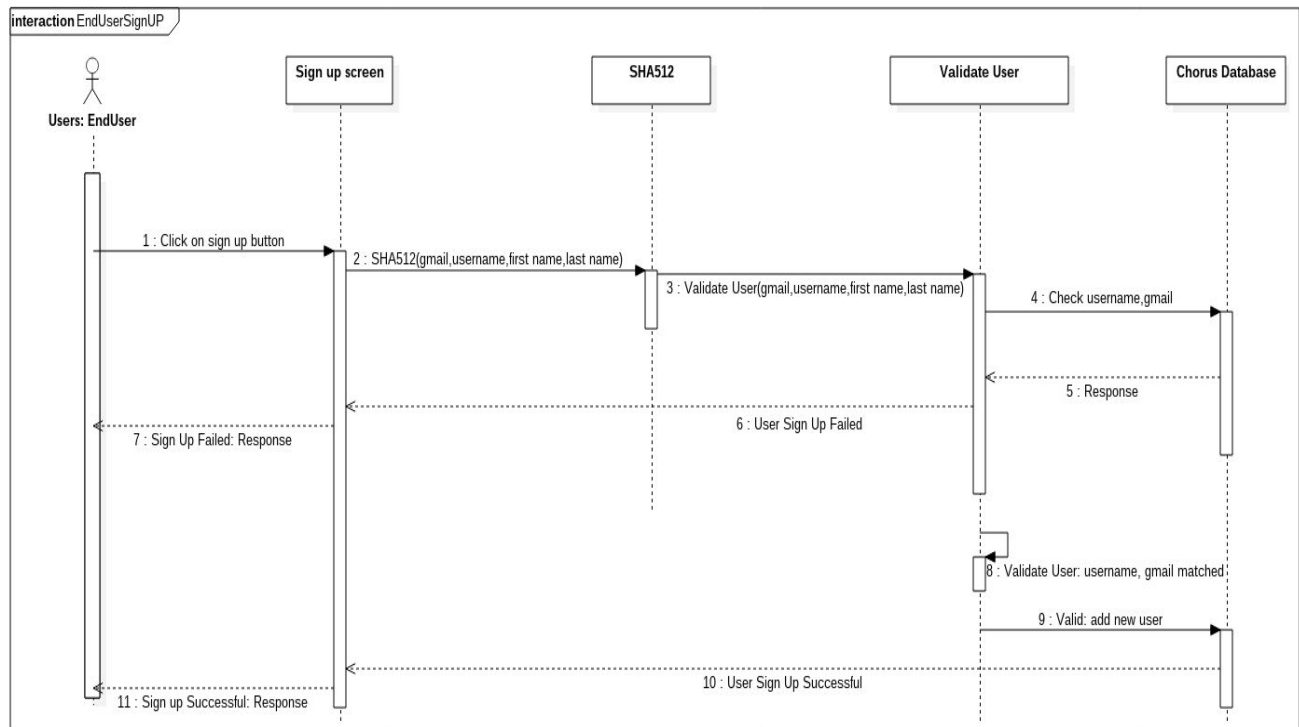 interaction EndUserSignUP
Sign up screen
SHA512
Validate User
Chorus Database
Users: EndUser
1 : Click on sign up button
2 : SHA512(gmail,username,first name,last name)
3 : Validate User(gmail,username,first name,last name)
4 : Check username,gmail
5 : Response
6 : User Sign Up Failed
7 : Sign Up Failed: Response
8 : Validate User: username, gmail matched
9 : Valid: add new user
10 : User Sign Up Successful
11 : Sign up Successful: Response